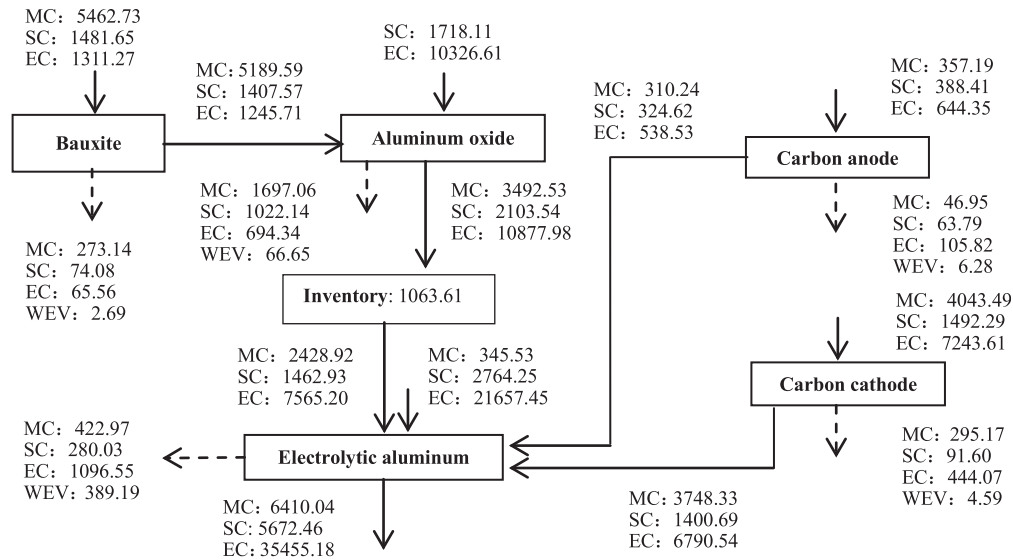 MC：5462.73
SC：1481.65
EC：1311.27
MC：5189.59
SC：1407.57
EC：1245.71
SC：1718.11
EC：10326.61
MC：310.24
SC：324.62
EC：538.53
MC：357.19
SC：388.41
EC：644.35
Bauxite
Aluminum oxide
Carbon anode
MC：273.14
SC：74.08
EC：65.56
WEV：2.69
MC：1697.06
SC：1022.14
EC：694.34
WEV：66.65
MC：3492.53
SC：2103.54
EC：10877.98
MC：46.95
SC：63.79
EC：105.82
WEV：6.28
Inventory: 1063.61
MC：4043.49
SC：1492.29
EC：7243.61
MC：2428.92
SC：1462.93
EC：7565.20
MC：345.53
SC：2764.25
EC：21657.45
Carbon cathode
MC：422.97
SC：280.03
EC：1096.55
WEV：389.19
Electrolytic aluminum
MC：295.17
SC：91.60
EC：444.07
WEV：4.59
MC：6410.04
SC: 5672.46
EC: 35455.18
MC：3748.33
SC：1400.69
EC：6790.54